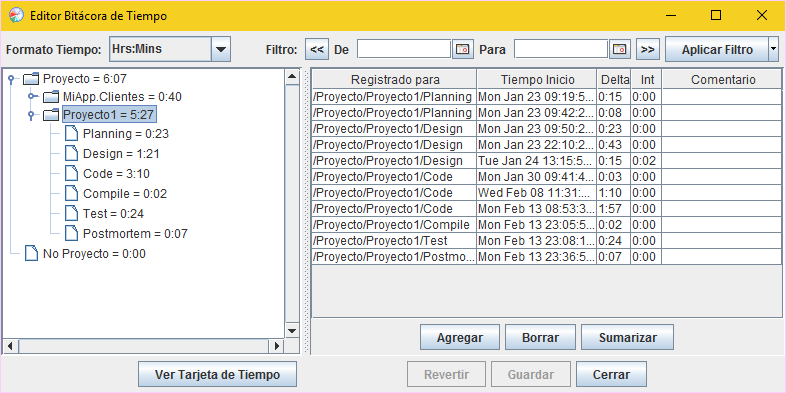 Editor Bitácora de Tiempo
Formato Tiempo: Hrs:Mins Filtro: << De Para >> Aplicar Filtro
Proyecto = 6:07
MiApp.Clientes = 0:40
Proyecto1 = 5:27
Planning = 0:23
Design = 1:21
Code = 3:10
Compile = 0:02
Test = 0:24
Postmortem = 0:07
No Proyecto = 0:00
Registrado para Tiempo Inicio Delta Int Comentario
/Proyecto/Proyecto1/Planning Mon Jan 23 09:19:5... 0:15 0:00
/Proyecto/Proyecto1/Planning Mon Jan 23 09:42:2... 0:08 0:00
/Proyecto/Proyecto1/Design Mon Jan 23 09:50:2... 0:23 0:00
/Proyecto/Proyecto1/Design Mon Jan 23 22:10:2... 0:43 0:00
/Proyecto/Proyecto1/Design Tue Jan 24 13:15:5... 0:15 0:02
/Proyecto/Proyecto1/Code Mon Jan 30 09:41:4... 0:03 0:00
/Proyecto/Proyecto1/Code Wed Feb 08 11:31:... 1:10 0:00
/Proyecto/Proyecto1/Code Mon Feb 13 08:53:3... 1:57 0:00
/Proyecto/Proyecto1/Compile Mon Feb 13 23:05:5... 0:02 0:00
/Proyecto/Proyecto1/Test Mon Feb 13 23:08:1... 0:24 0:00
/Proyecto/Proyecto1/Postmo... Mon Feb 13 23:36:5... 0:07 0:00
Agregar Borrar Sumarizar
Ver Tarjeta de Tiempo Revertir Guardar Cerrar